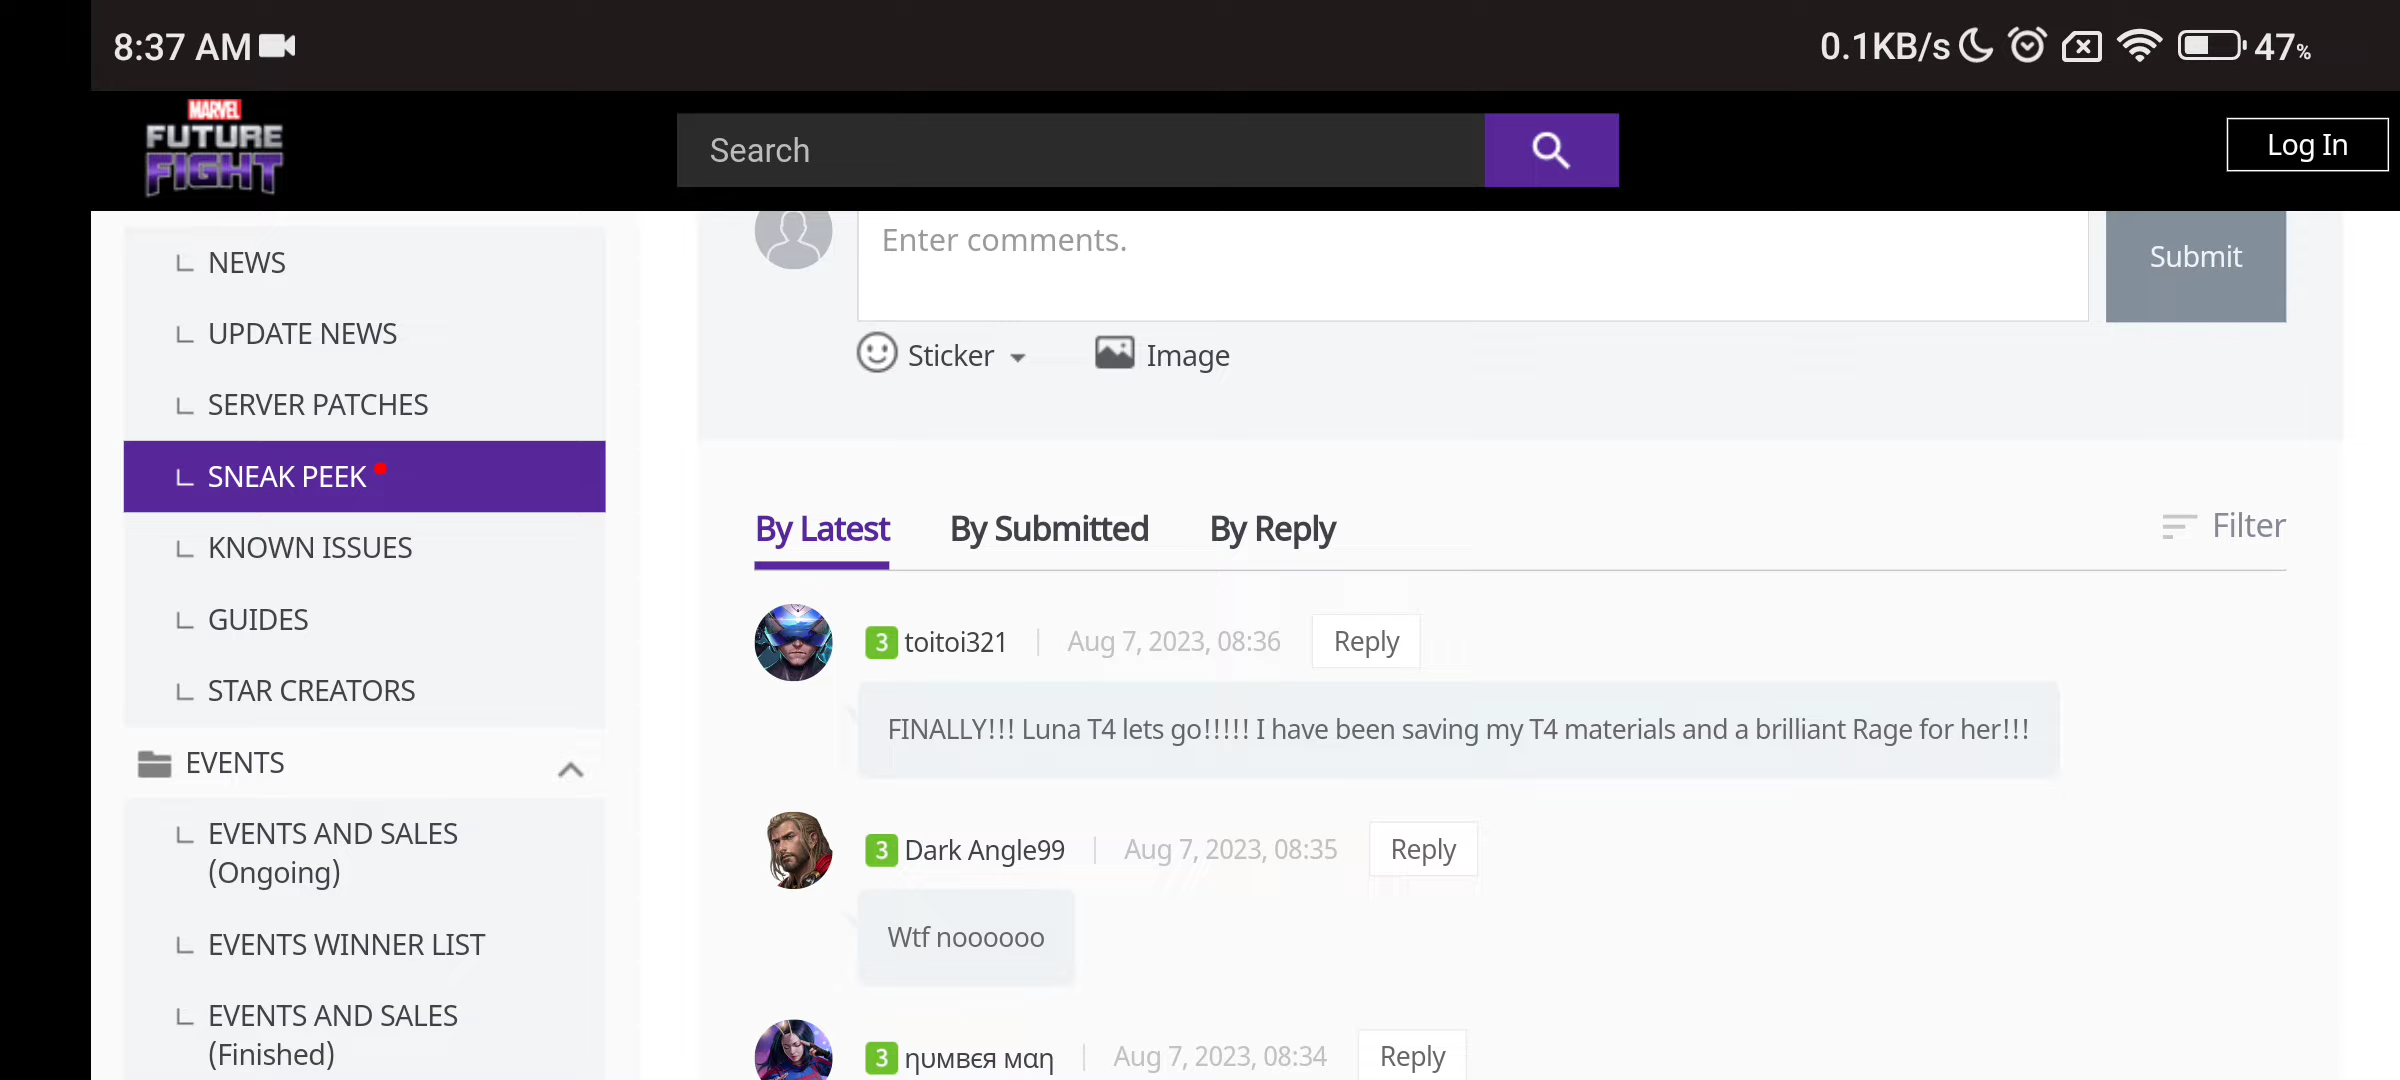 8:37 AM
0.1KB/s 47%
MARVEL
FUTURE
FIGHT
Search
Log In
NEWS
UPDATE NEWS
SERVER PATCHES
SNEAK PEEK
KNOWN ISSUES
GUIDES
STAR CREATORS
EVENTS
EVENTS AND SALES
(Ongoing)
EVENTS WINNER LIST
EVENTS AND SALES
(Finished)
Enter comments.
Submit
Sticker
Image
By Latest By Submitted By Reply
Filter
3 toitoi321 Aug 7, 2023, 08:36 Reply
FINALLY!!! Luna T4 lets go!!!!! I have been saving my T4 materials and a brilliant Rage for her!!!
3 Dark Angle99 Aug 7, 2023, 08:35 Reply
Wtf noooooo
3 ηυмвєя мαη Aug 7, 2023, 08:34 Reply